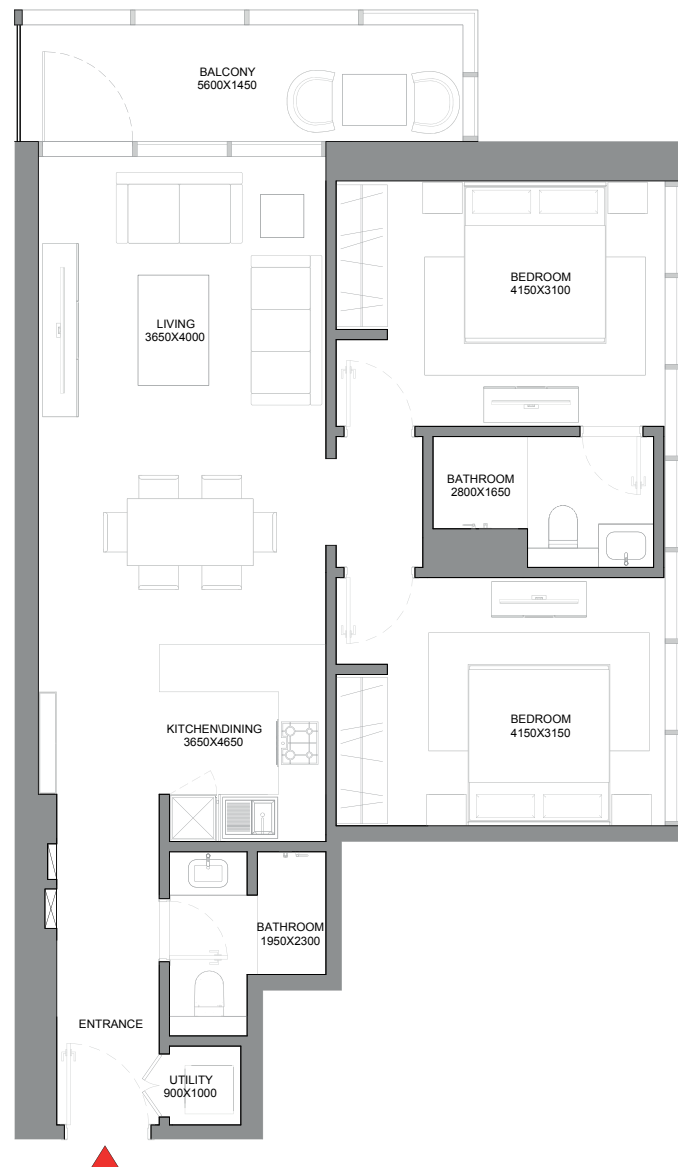 BALCONY
5600X1450
BEDROOM
4150X3100
LIVING
3650X4000
BATHROOM
2800X1650
BEDROOM
4150X3150
KITCHEN\DINING
3650X4650
BATHROOM
1950X2300
ENTRANCE
UTILITY
900X1000